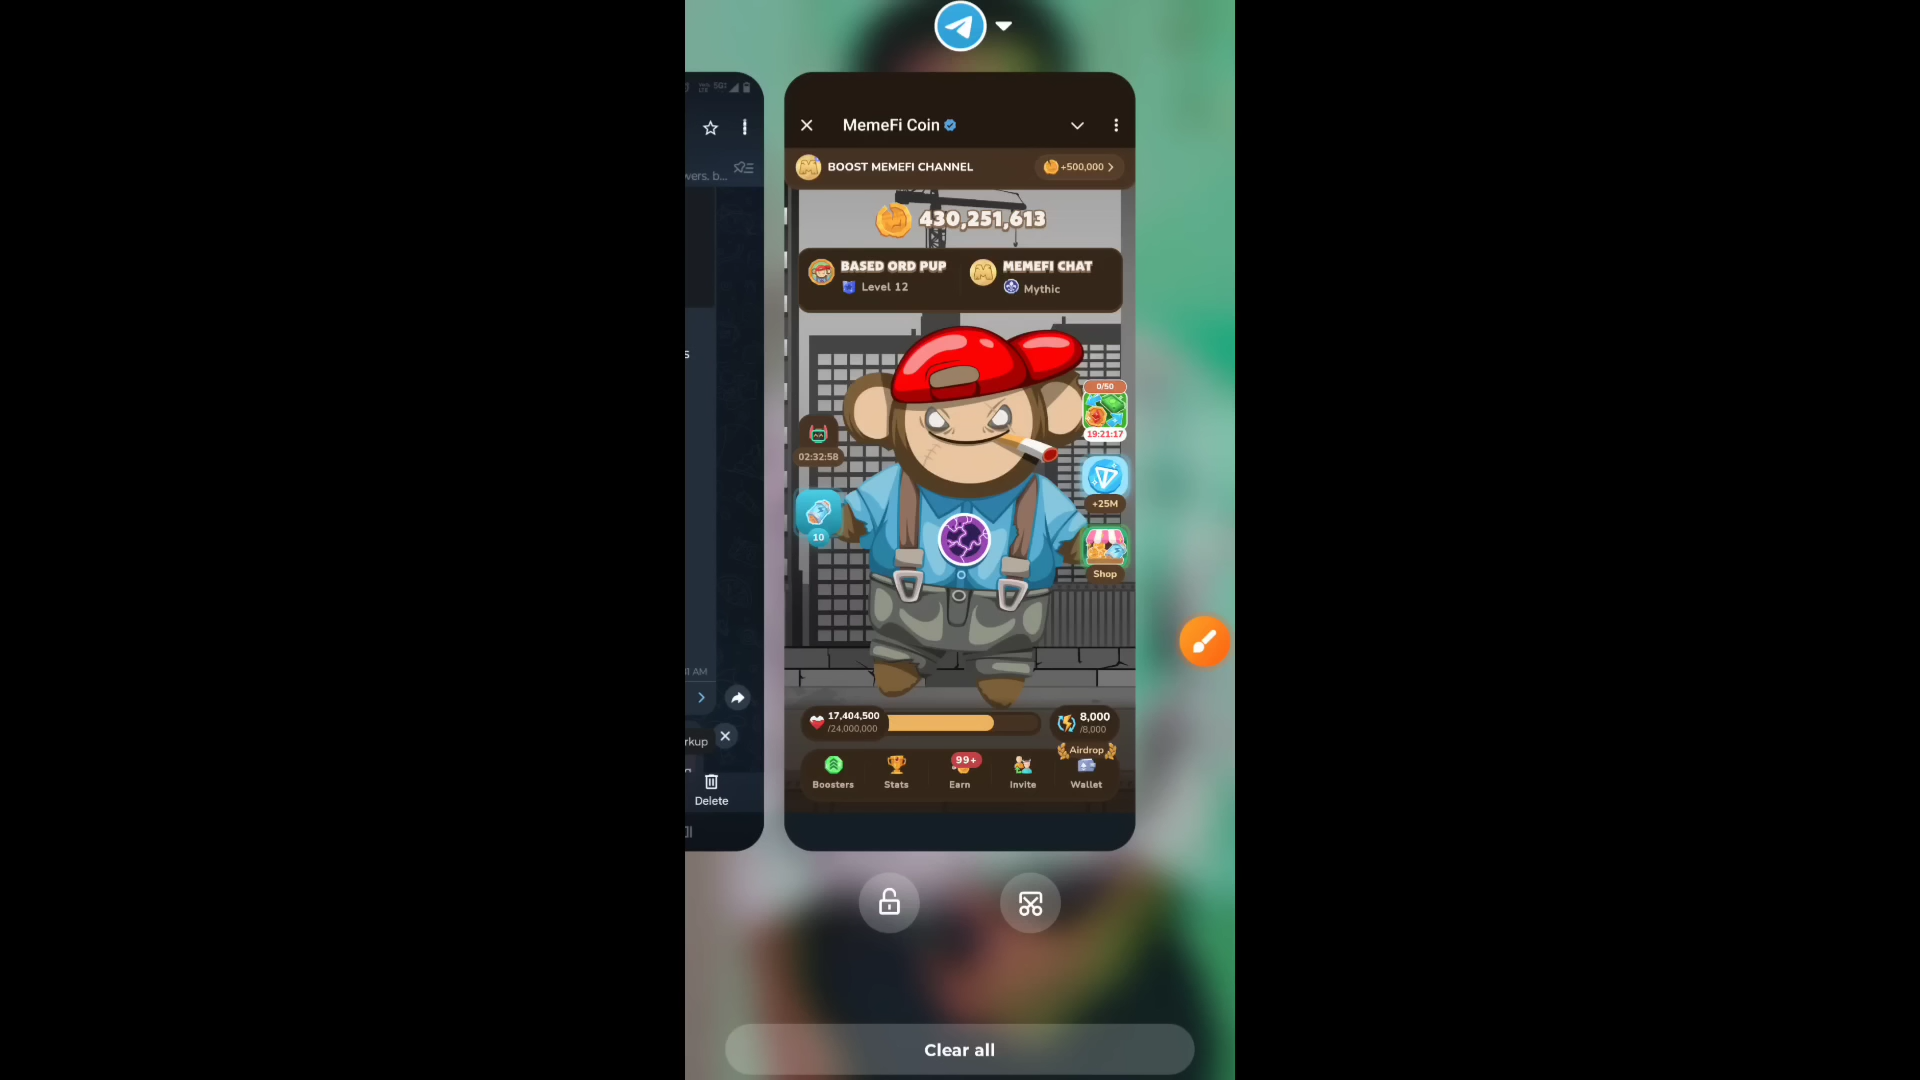 MemeFi Coin
BOOST MEMEFI CHANNEL
+500,000
430,251,613
BASED ORD PUP
Level 12
MEMEFI CHAT
Mythic
0/50
19:21:17
02:32:58
+25M
10
Shop
17,404,500
/24,000,000
8,000
/8,000
Airdrop
99+
Boosters
Stats
Earn
Invite
Wallet
wers. b...
s
AM
rkup
Delete
Clear all